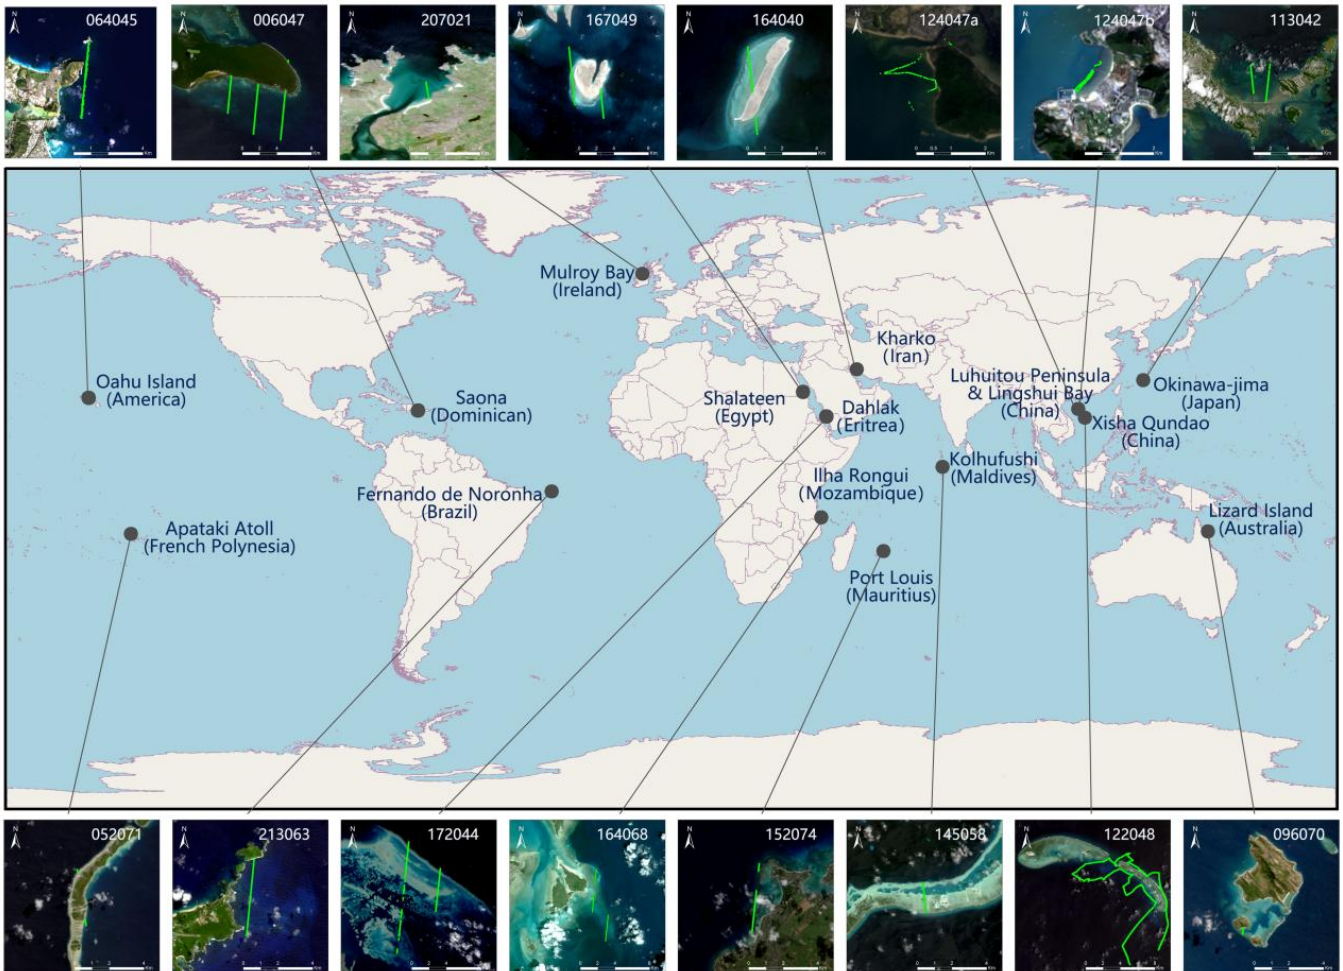 064045
006047
207021
167049
164040
124047a
124047b
113042
Mulroy Bay
(Ireland)
Kharko
(Iran)
Oahu Island
(America)
Saona
(Dominican)
Shalateen
(Egypt)
Dahlak
(Eritrea)
Luhuitou Peninsula
& Lingshui Bay
(China)
Okinawa-jima
(Japan)
Xisha Qundao
(China)
Kolhufushi
(Maldives)
Ilha Rongui
(Mozambique)
Fernando de Noronha
(Brazil)
Lizard Island
(Australia)
Apataki Atoll
(French Polynesia)
Port Louis
(Mauritius)
052071
213063
172044
164068
152074
145058
122048
096070